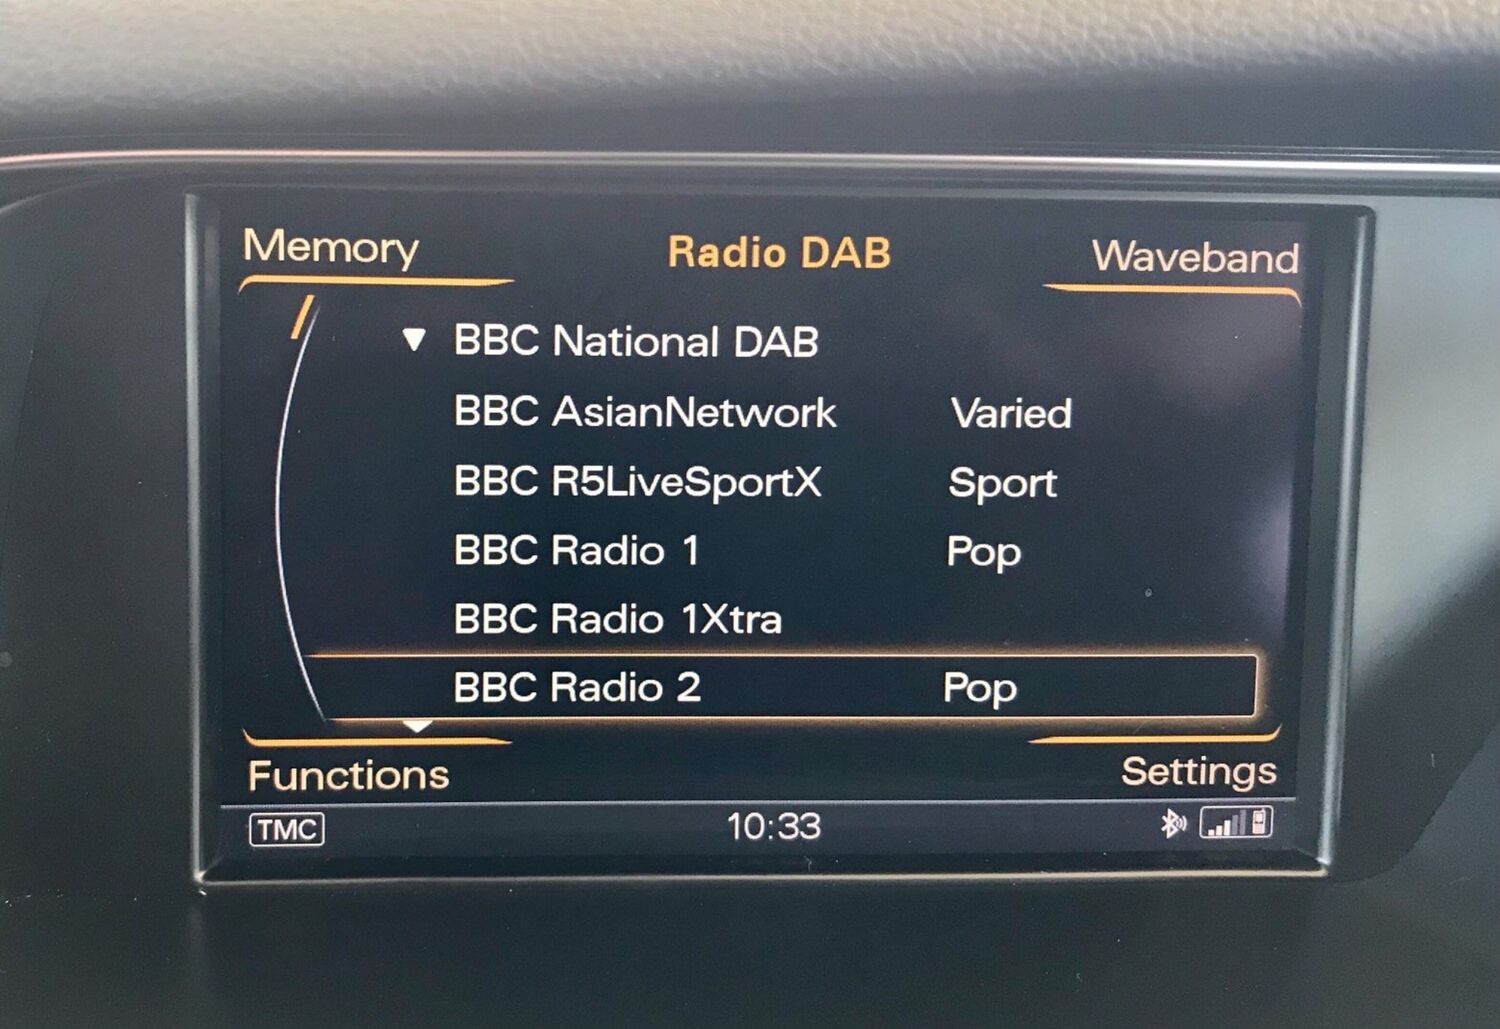 Memory Radio DAB Waveband
BBC National DAB
BBC AsianNetwork Varied
BBC R5LiveSportX Sport
BBC Radio 1 Pop
BBC Radio 1Xtra
BBC Radio 2 Pop
Functions Settings
TMC 10:33